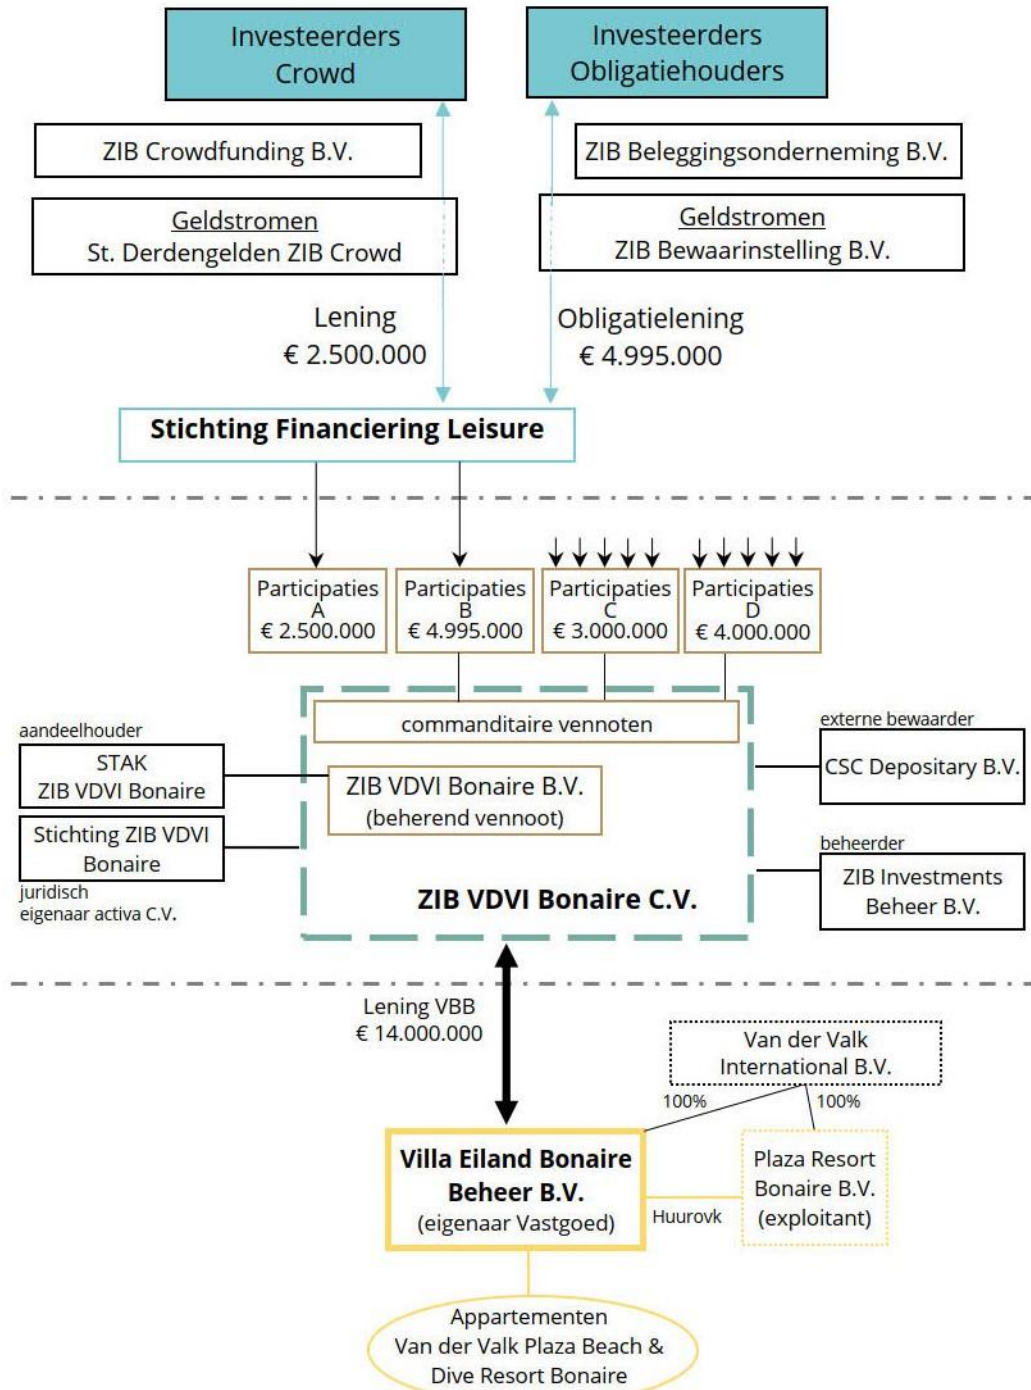 Investeerders
Crowd
Investeerders
Obligatiehouders
ZIB Crowdfunding B.V.
ZIB Beleggingsonderneming B.V.
Geldstromen
St. Derdengelden ZIB Crowd
Geldstromen
ZIB Bewaarinstelling B.V.
Lening
€ 2.500.000
Obligatielening
€ 4.995.000
Stichting Financiering Leisure
Participaties
A
€ 2.500.000
Participaties
B
€ 4.995.000
Participaties
C
€ 3.000.000
Participaties
D
€ 4.000.000
commanditaire vennoten
aandeelhouder
STAK
ZIB VDVI Bonaire
ZIB VDVI Bonaire B.V.
(beherend vennoot)
Stichting ZIB VDVI
Bonaire
juridisch
eigenaar activa C.V.
externe bewaarder
CSC Depositary B.V.
beheerder
ZIB Investments
Beheer B.V.
ZIB VDVI Bonaire C.V.
Lening VBB
€ 14.000.000
Van der Valk
International B.V.
100%
100%
Villa Eiland Bonaire
Beheer B.V.
(eigenaar Vastgoed)
Huurovk
Plaza Resort
Bonaire B.V.
(exploitant)
Appartementen
Van der Valk Plaza Beach &
Dive Resort Bonaire